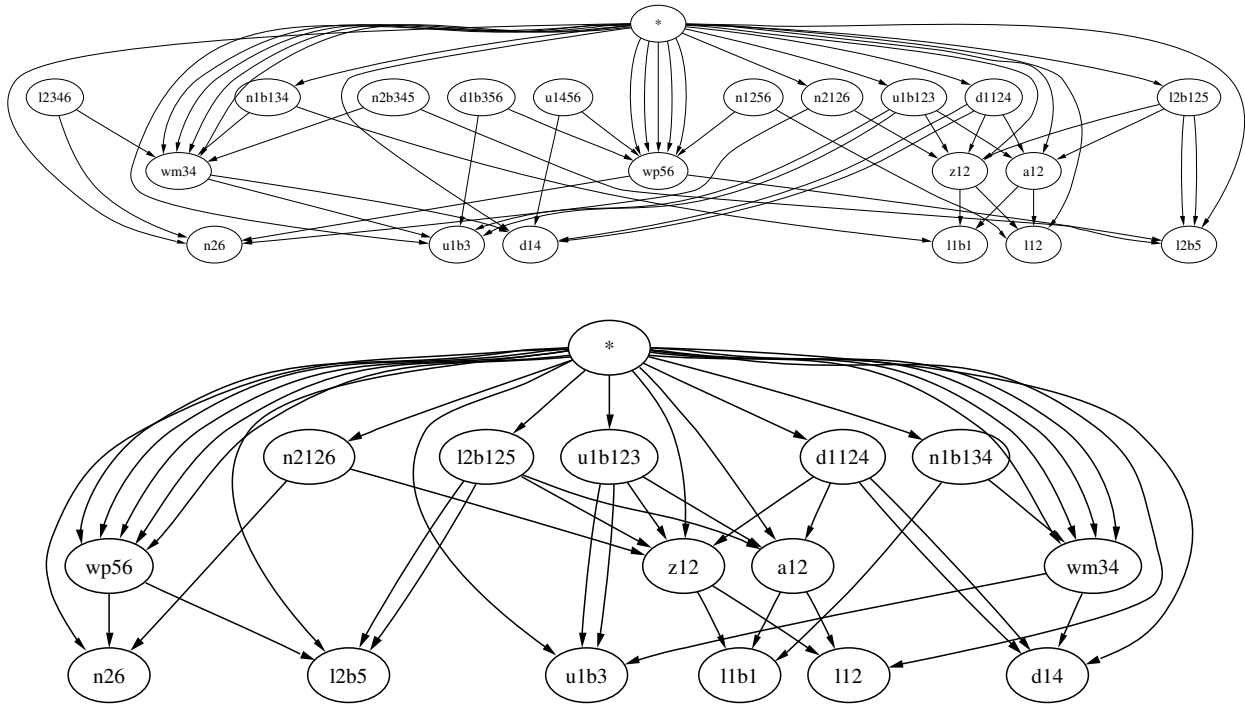 *
l2346 n1b134 n2b345 d1b356 u1456 n1256 n2126 u1b123 d1124 l2b125
wm34 wp56 z12 a12
n26 u1b3 d14 l1b1 l12 l2b5
*
n2126 l2b125 u1b123 d1124 n1b134
wp56 z12 a12 wm34
n26 l2b5 u1b3 l1b1 l12 d14